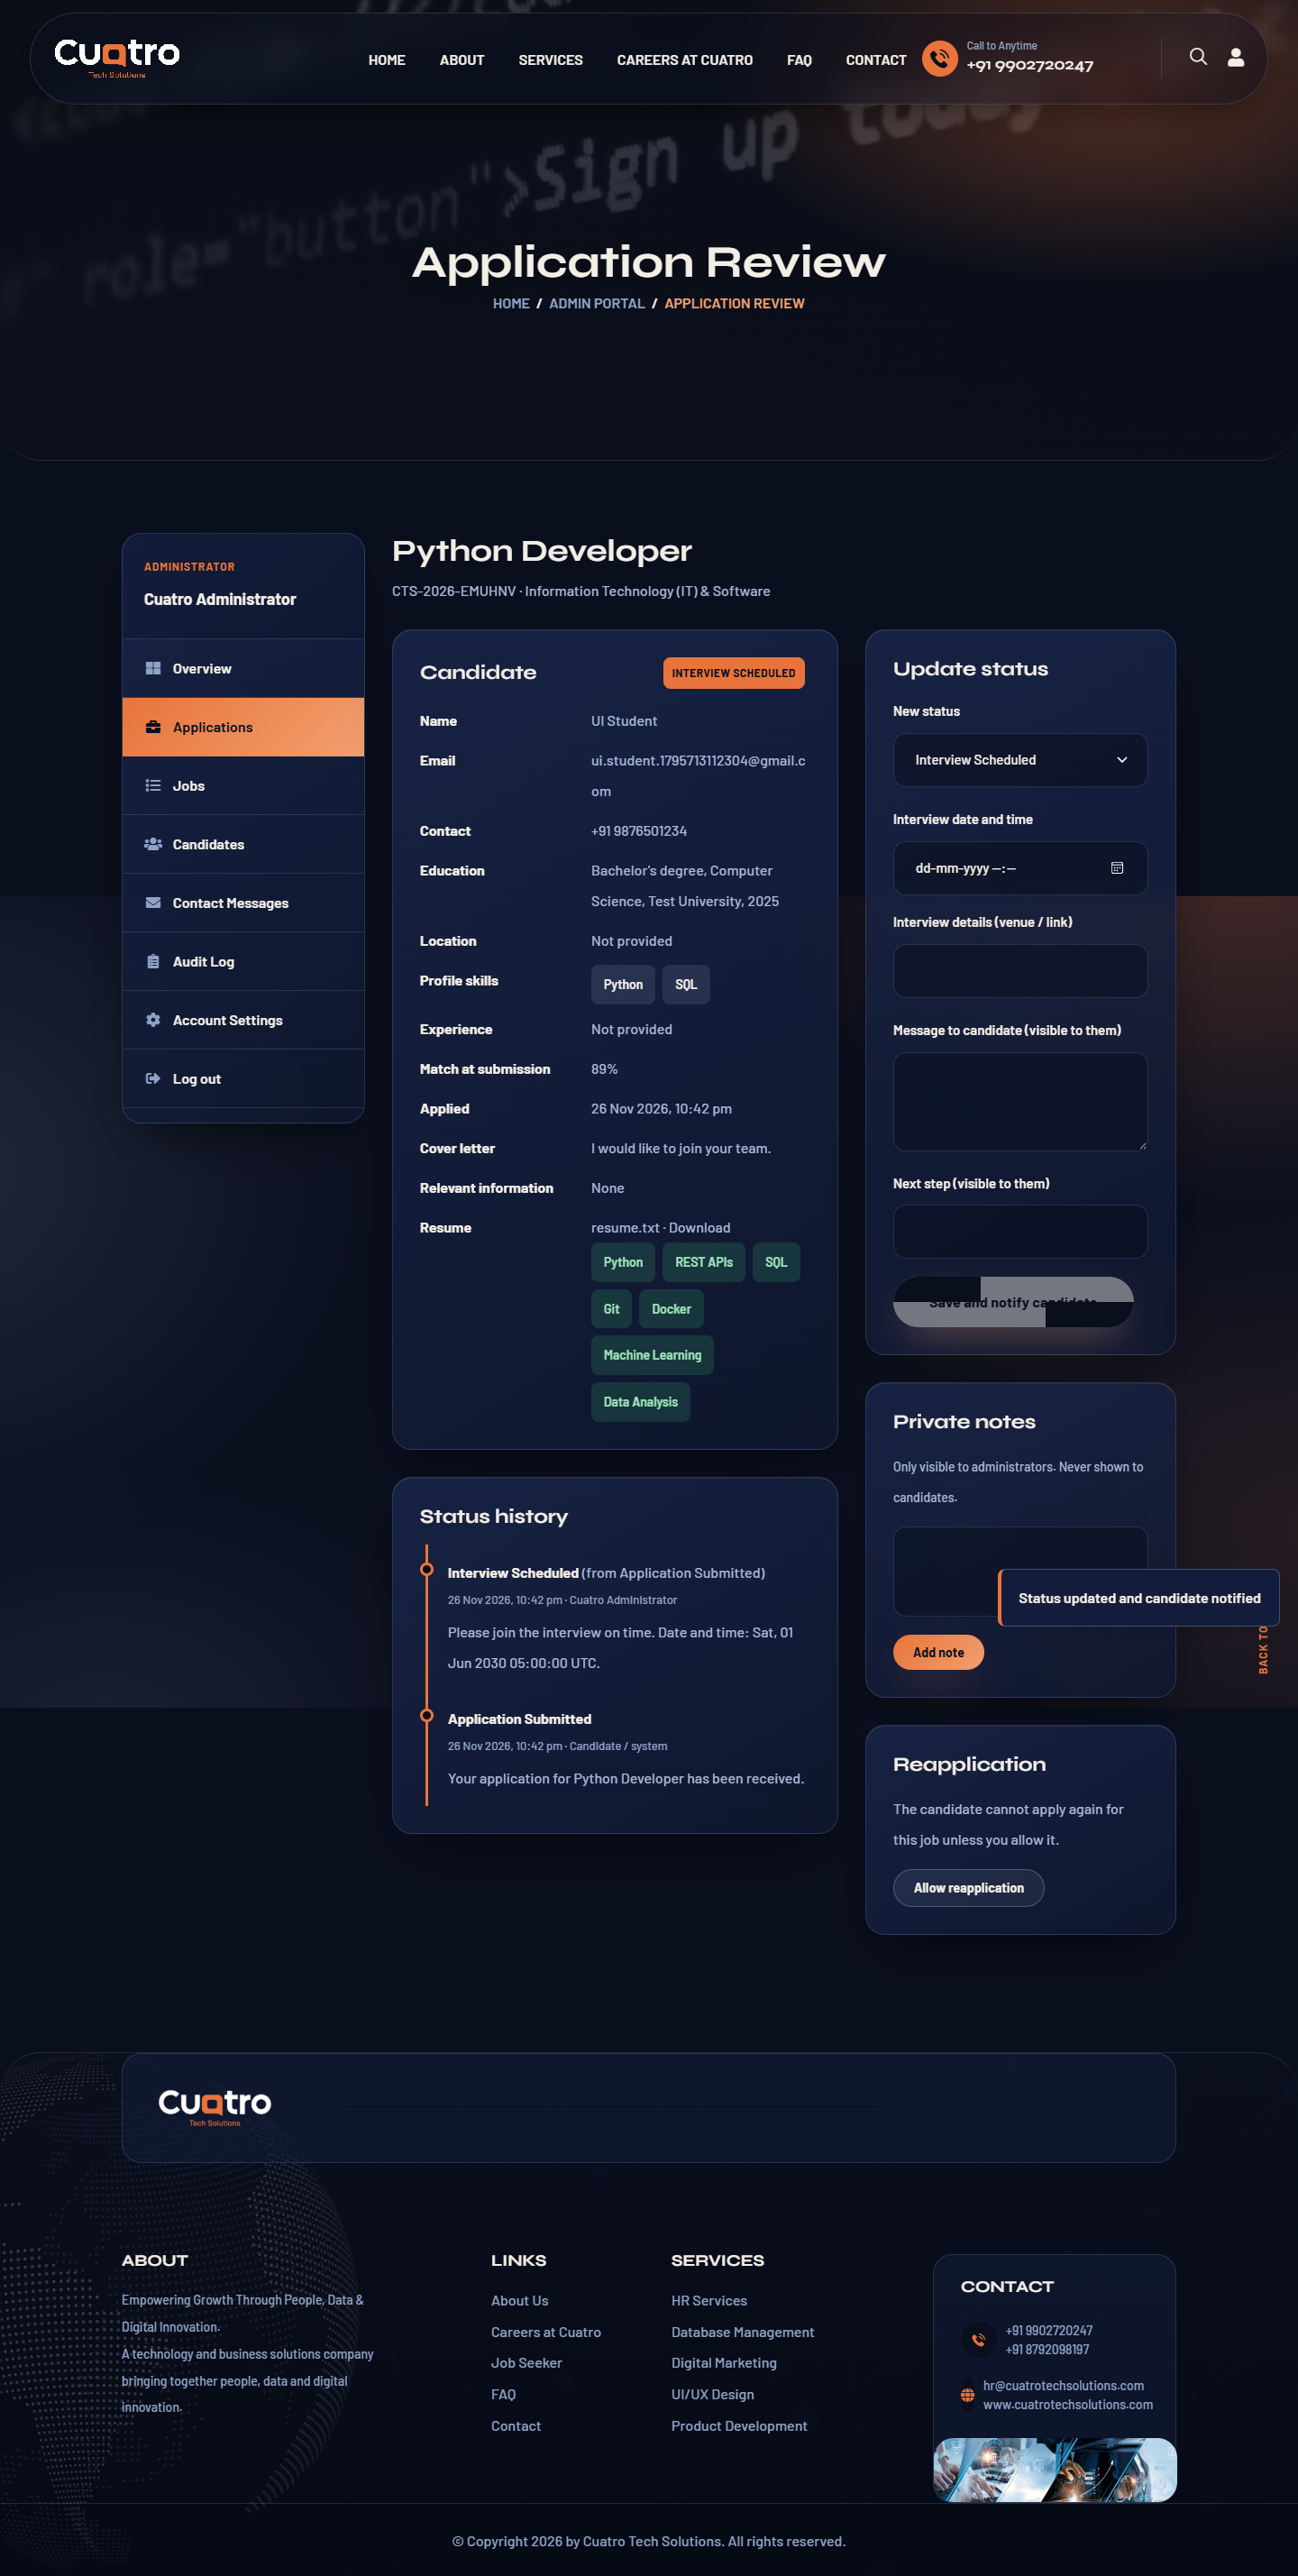 Cuatro
Tech Solutions
HOME
ABOUT
SERVICES
CAREERS AT CUATRO
FAQ
CONTACT
Call to Anytime
+91 9902720247
role="button">Sign up today
Application Review
HOME / ADMIN PORTAL / APPLICATION REVIEW
ADMINISTRATOR
Cuatro Administrator
Overview
Applications
Jobs
Candidates
Contact Messages
Audit Log
Account Settings
Log out
Python Developer
CTS-2026-EMUHNV · Information Technology (IT) & Software
Candidate
INTERVIEW SCHEDULED
Name
UI Student
Email
ui.student.1795713112304@gmail.c
om
Contact
+91 9876501234
Education
Bachelor's degree, Computer
Science, Test University, 2025
Location
Not provided
Profile skills
Python
SQL
Experience
Not provided
Match at submission
89%
Applied
26 Nov 2026, 10:42 pm
Cover letter
I would like to join your team.
Relevant information
None
Resume
resume.txt · Download
Python
REST APIs
SQL
Git
Docker
Machine Learning
Data Analysis
Status history
Interview Scheduled (from Application Submitted)
26 Nov 2026, 10:42 pm · Cuatro Administrator
Please join the interview on time. Date and time: Sat, 01
Jun 2030 05:00:00 UTC.
Application Submitted
26 Nov 2026, 10:42 pm · Candidate / system
Your application for Python Developer has been received.
Update status
New status
Interview Scheduled
Interview date and time
dd-mm-yyyy --:--
Interview details (venue / link)
Message to candidate (visible to them)
Next step (visible to them)
Save and notify candidate
Private notes
Only visible to administrators. Never shown to
candidates.
Status updated and candidate notified
Add note
BACK TO
Reapplication
The candidate cannot apply again for
this job unless you allow it.
Allow reapplication
Cuatro
Tech Solutions
ABOUT
Empowering Growth Through People, Data &
Digital Innovation.
A technology and business solutions company
bringing together people, data and digital
innovation.
LINKS
About Us
Careers at Cuatro
Job Seeker
FAQ
Contact
SERVICES
HR Services
Database Management
Digital Marketing
UI/UX Design
Product Development
CONTACT
+91 9902720247
+91 8792098197
hr@cuatrotechsolutions.com
www.cuatrotechsolutions.com
© Copyright 2026 by Cuatro Tech Solutions. All rights reserved.